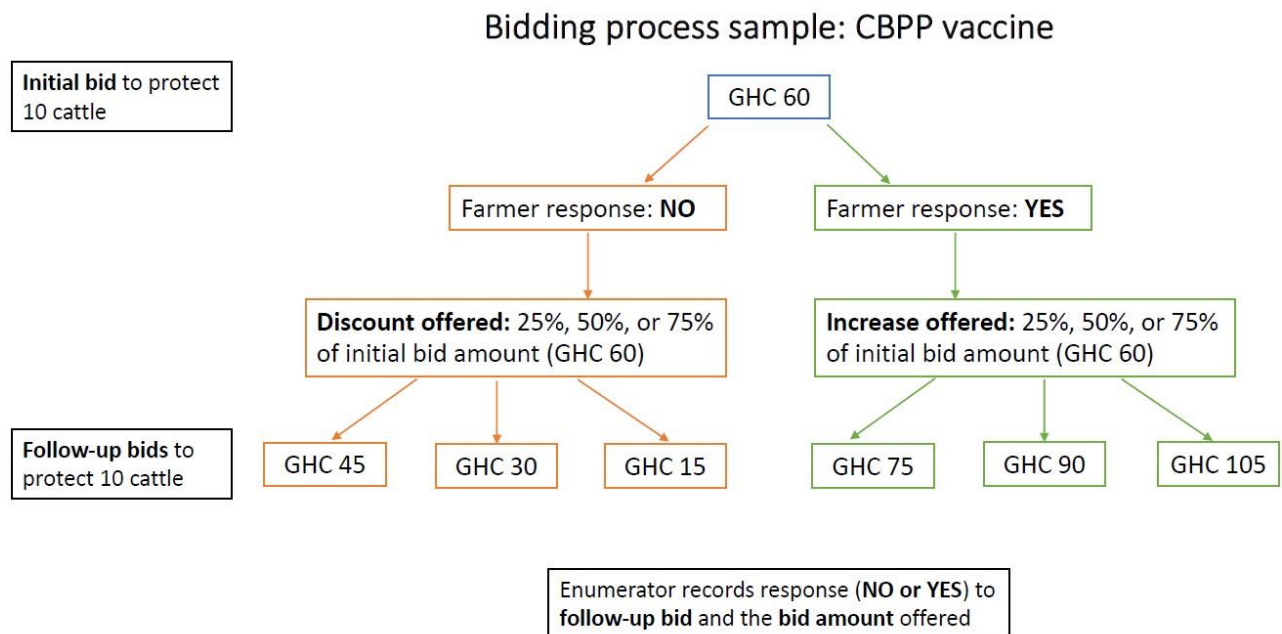 Bidding process sample: CBPP vaccine
Initial bid to protect
10 cattle
GHC 60
Farmer response: NO
Farmer response: YES
Discount offered: 25%, 50%, or 75%
of initial bid amount (GHC 60)
Increase offered: 25%, 50%, or 75%
of initial bid amount (GHC 60)
Follow-up bids to
protect 10 cattle
GHC 45
GHC 30
GHC 15
GHC 75
GHC 90
GHC 105
Enumerator records response (NO or YES) to
follow-up bid and the bid amount offered